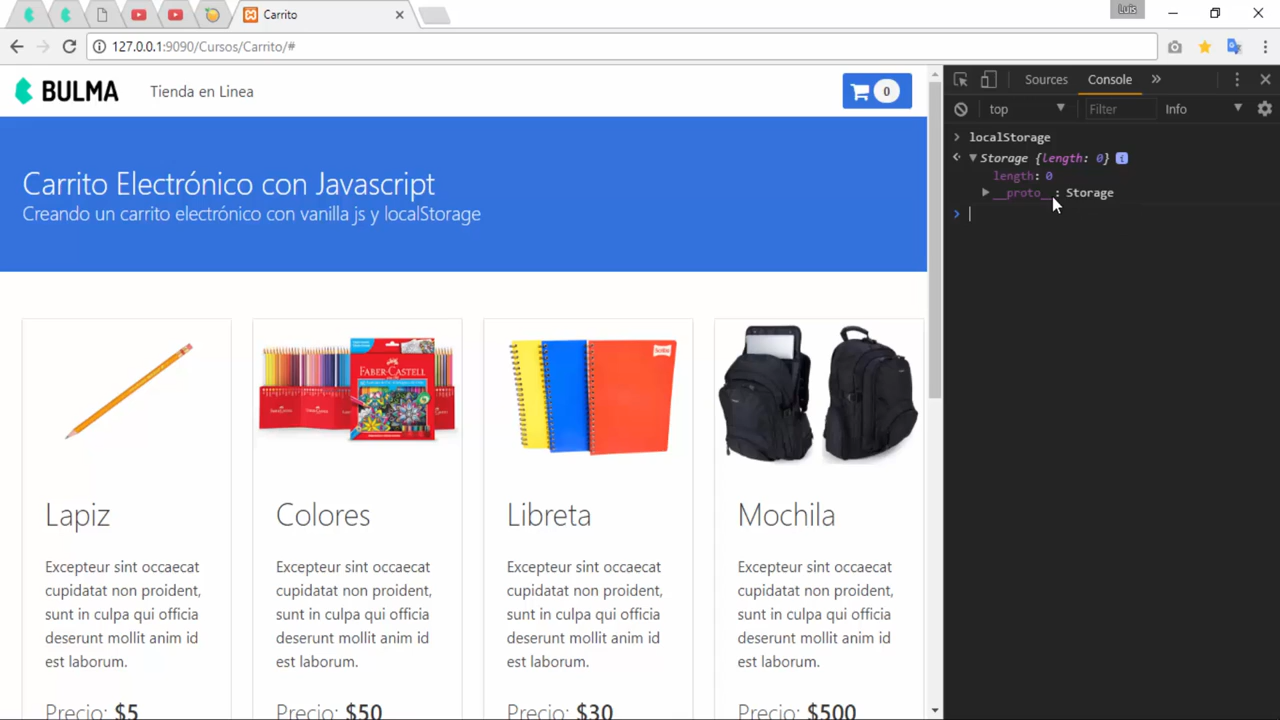 Carrito
Luis
127.0.0.1:9090/Cursos/Carrito/#
BULMA
Tienda en Linea
0
Carrito Electrónico con Javascript
Creando un carrito electrónico con vanilla js y localStorage
FABER-CASTELL
Lapiz
Excepteur sint occaecat
cupidatat non proident,
sunt in culpa qui officia
deserunt mollit anim id
est laborum.
Precio: $5
Colores
Excepteur sint occaecat
cupidatat non proident,
sunt in culpa qui officia
deserunt mollit anim id
est laborum.
Precio: $50
Libreta
Excepteur sint occaecat
cupidatat non proident,
sunt in culpa qui officia
deserunt mollit anim id
est laborum.
Precio: $30
Mochila
Excepteur sint occaecat
cupidatat non proident,
sunt in culpa qui officia
deserunt mollit anim id
est laborum.
Precio: $500
Sources Console
top Filter Info
localStorage
Storage {length: 0}
length: 0
__proto__: Storage